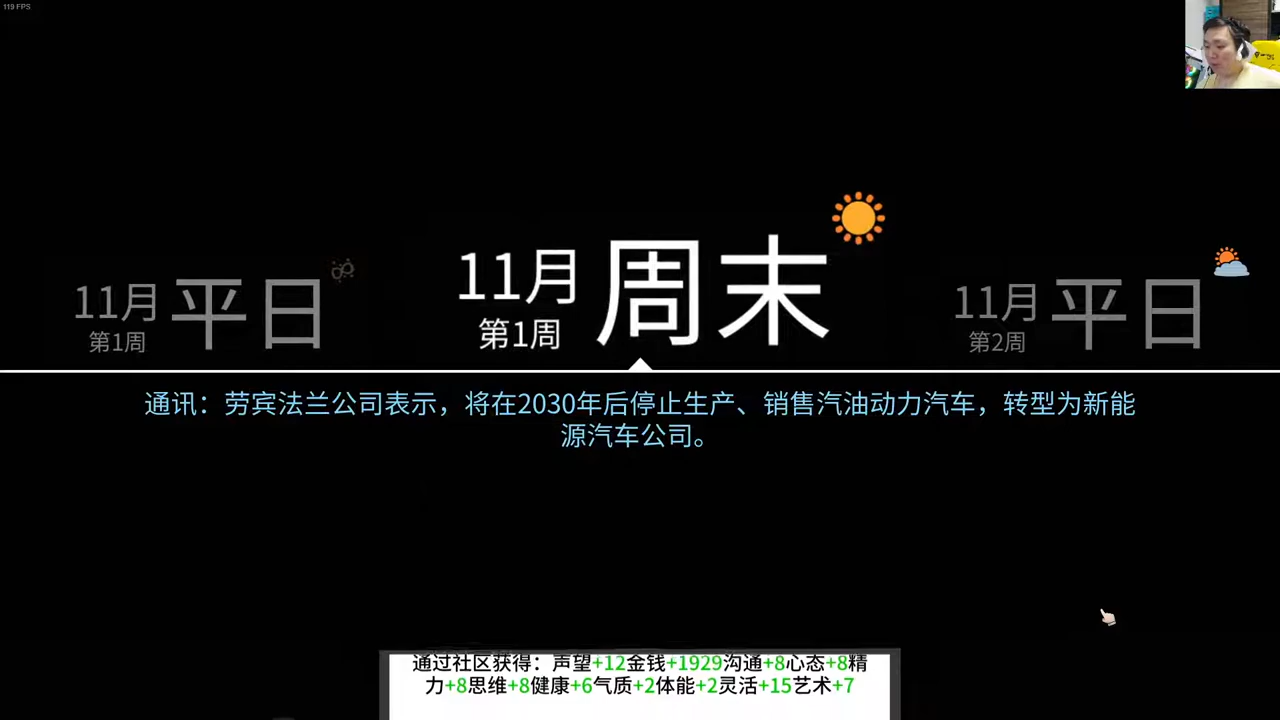 119 FPS
11月 平日
第1周
11月 周末
第1周
11月 平日
第2周
通讯：劳宾法兰公司表示，将在2030年后停止生产、销售汽油动力汽车，转型为新能
源汽车公司。
通过社区获得：声望+12金钱+1929沟通+8心态+8精
力+8思维+8健康+6气质+2体能+2灵活+15艺术+7